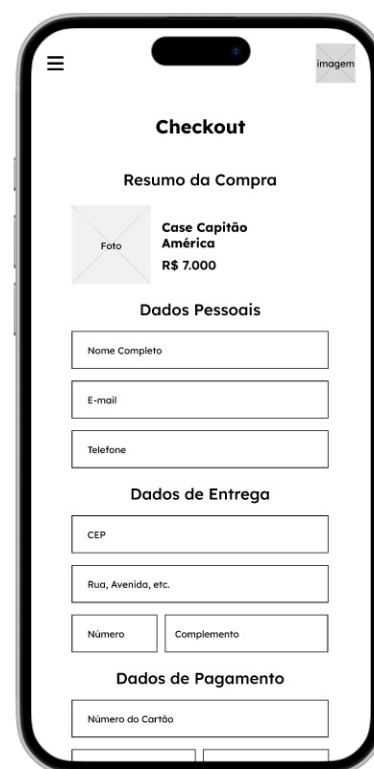 imagem
Checkout
Resumo da Compra
Foto
Case Capitão
América
R$ 7.000
Dados Pessoais
Nome Completo
E-mail
Telefone
Dados de Entrega
CEP
Rua, Avenida, etc.
Número
Complemento
Dados de Pagamento
Número do Cartão